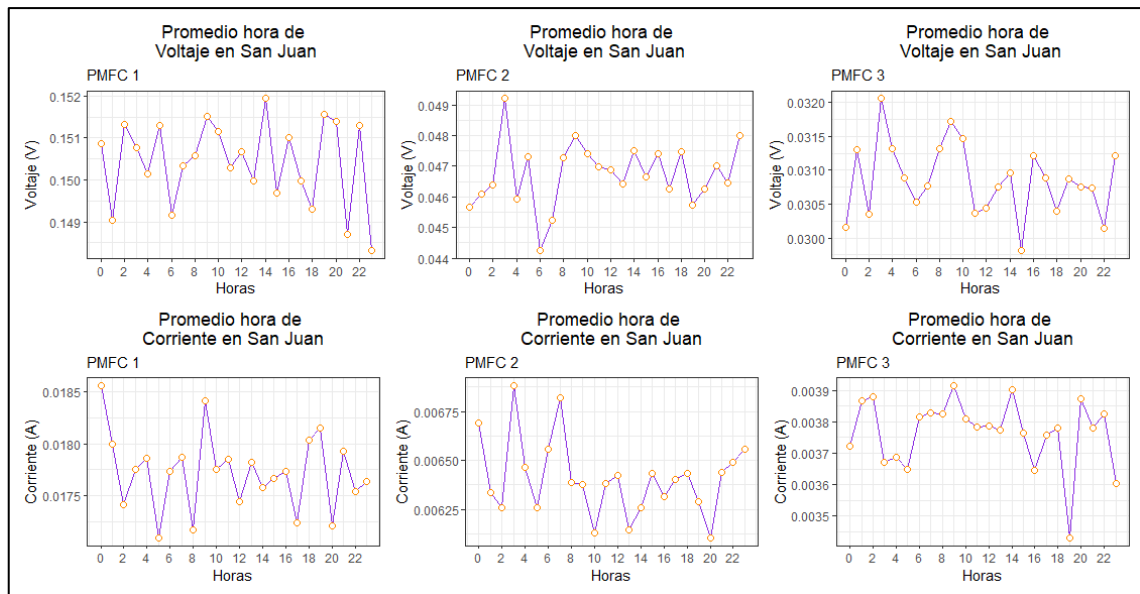 Promedio hora de
Voltaje en San Juan
PMFC 1
0.152
0.151
0.150
0.149
Voltaje (V)
0 2 4 6 8 10 12 14 16 18 20 22
Horas
Promedio hora de
Voltaje en San Juan
PMFC 2
0.049
0.048
0.047
0.046
0.045
0.044
Voltaje (V)
0 2 4 6 8 10 12 14 16 18 20 22
Horas
Promedio hora de
Voltaje en San Juan
PMFC 3
0.0320
0.0315
0.0310
0.0305
0.0300
Voltaje (V)
0 2 4 6 8 10 12 14 16 18 20 22
Horas
Promedio hora de
Corriente en San Juan
PMFC 1
0.0185
0.0180
0.0175
Corriente (A)
0 2 4 6 8 10 12 14 16 18 20 22
Horas
Promedio hora de
Corriente en San Juan
PMFC 2
0.00675
0.00650
0.00625
Corriente (A)
0 2 4 6 8 10 12 14 16 18 20 22
Horas
Promedio hora de
Corriente en San Juan
PMFC 3
0.0039
0.0038
0.0037
0.0036
0.0035
Corriente (A)
0 2 4 6 8 10 12 14 16 18 20 22
Horas